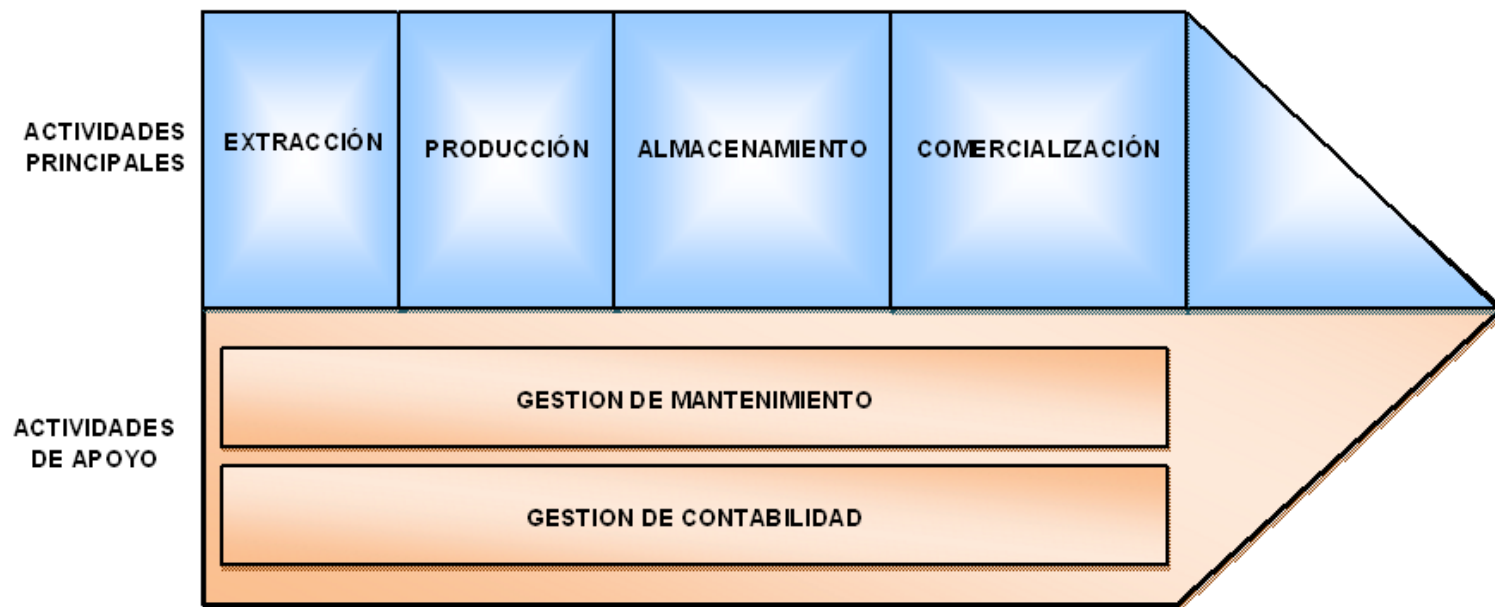 ACTIVIDADES
PRINCIPALES
EXTRACCIÓN
PRODUCCIÓN
ALMACENAMIENTO
COMERCIALIZACIÓN
ACTIVIDADES
DE APOYO
GESTION DE MANTENIMIENTO
GESTION DE CONTABILIDAD